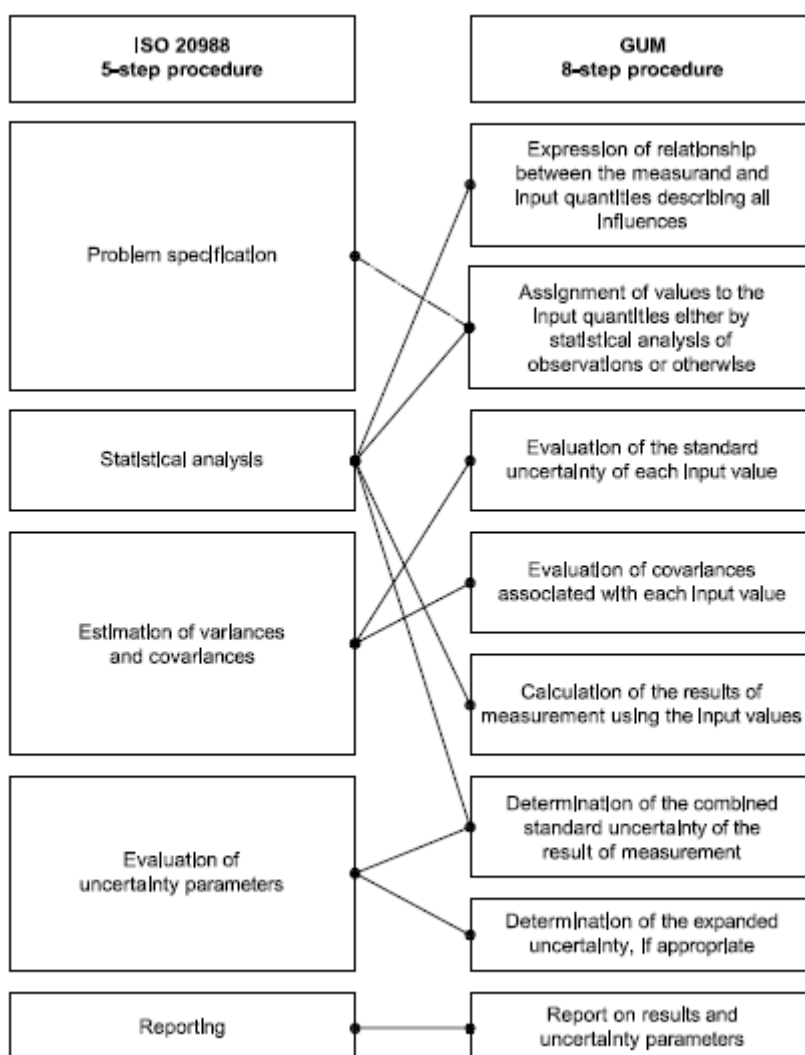 ISO 20988
5-step procedure
GUM
8-step procedure
Problem specification
Statistical analysis
Estimation of variances
and covariances
Evaluation of
uncertainty parameters
Reporting
Expression of relationship
between the measurand and
input quantities describing all
influences
Assignment of values to the
input quantities either by
statistical analysis of
observations or otherwise
Evaluation of the standard
uncertainty of each input value
Evaluation of covariances
associated with each input value
Calculation of the results of
measurement using the input values
Determination of the combined
standard uncertainty of the
result of measurement
Determination of the expanded
uncertainty, if appropriate
Report on results and
uncertainty parameters